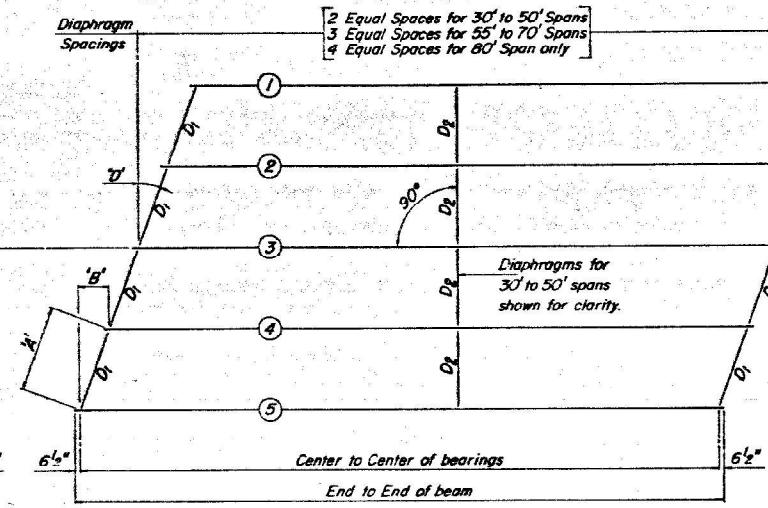 Diaphragm
Spacings
2 Equal Spaces for 30' to 50' Spans
3 Equal Spaces for 55' to 70' Spans
4 Equal Spaces for 80' Span only
1
D1
D2
2
'D'
D1
90°
D2
3
'B'
D1
D2
Diaphragms for
30' to 50' spans
shown for clarity.
4
'A'
D1
D2
D1
5
6½"
Center to Center of bearings
6½"
End to End of beam